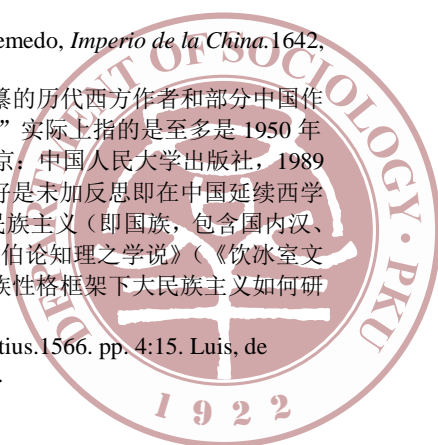 emedo, Imperio de la China.1642,
纂的历代西方作者和部分中国作
”实际上指的是至多是 1950 年
京：中国人民大学出版社，1989
好是未加反思即在中国延续西学
民族主义（即国族，包含国内汉、
伯论知理之学说》（《饮冰室文
族性格框架下大民族主义如何研
tius.1566. pp. 4:15. Luis, de
DEPARTMENT OF SOCIOLOGY · PKU
1922